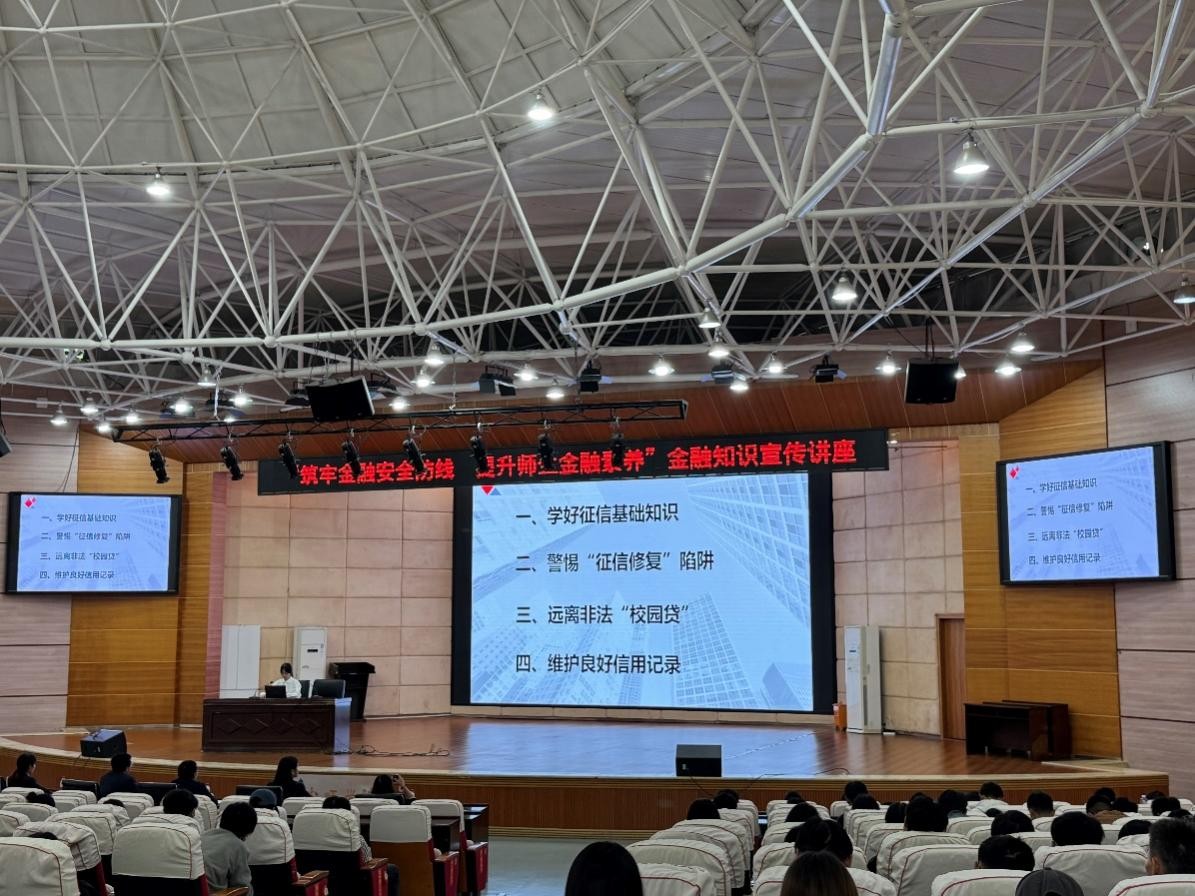 筑牢金融安全防线 提升师生金融素养”金融知识宣传讲座
一、学好征信基础知识
二、警惕“征信修复”陷阱
三、远离非法“校园贷”
四、维护良好信用记录
一、学好征信基础知识
二、警惕“征信修复”陷阱
三、远离非法“校园贷”
四、维护良好信用记录
一、学好征信基础知识
二、警惕“征信修复”陷阱
三、远离非法“校园贷”
四、维护良好信用记录